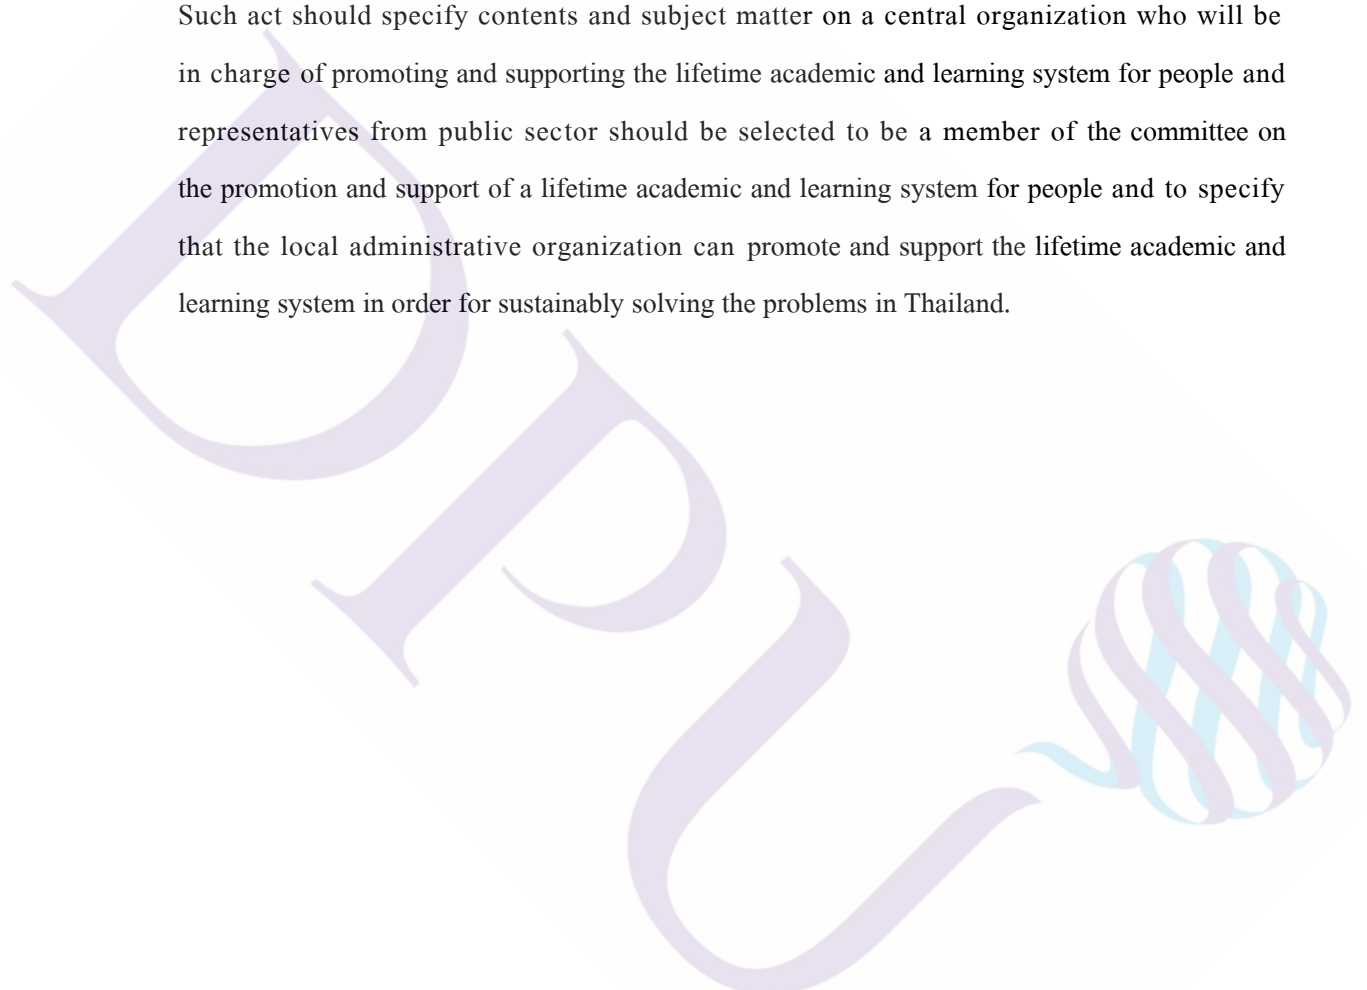 Such act should specify contents and subject matter on a central organization who will be
in charge of promoting and supporting the lifetime academic and learning system for people and
representatives from public sector should be selected to be a member of the committee on
the promotion and support of a lifetime academic and learning system for people and to specify
that the local administrative organization can promote and support the lifetime academic and
learning system in order for sustainably solving the problems in Thailand.
DPU